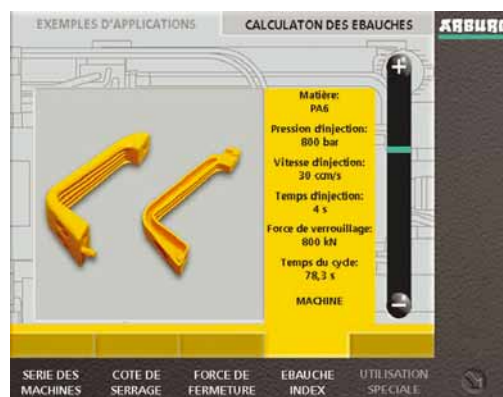 EXEMPLES D'APPLICATIONS
CALCULATON DES EBAUCHES
ARBURG
Matière:
PA6
Pression d'injection:
800 bar
Vitesse d'injection:
30 ccm/s
Temps d'injection:
4 s
Force de verrouillage:
800 kN
Temps du cycle:
78,3 s
MACHINE
SERIE DES
MACHINES
COTE DE
SERRAGE
FORCE DE
FERMETURE
EBAUCHE
INDEX
UTILISATION
SPECIALE